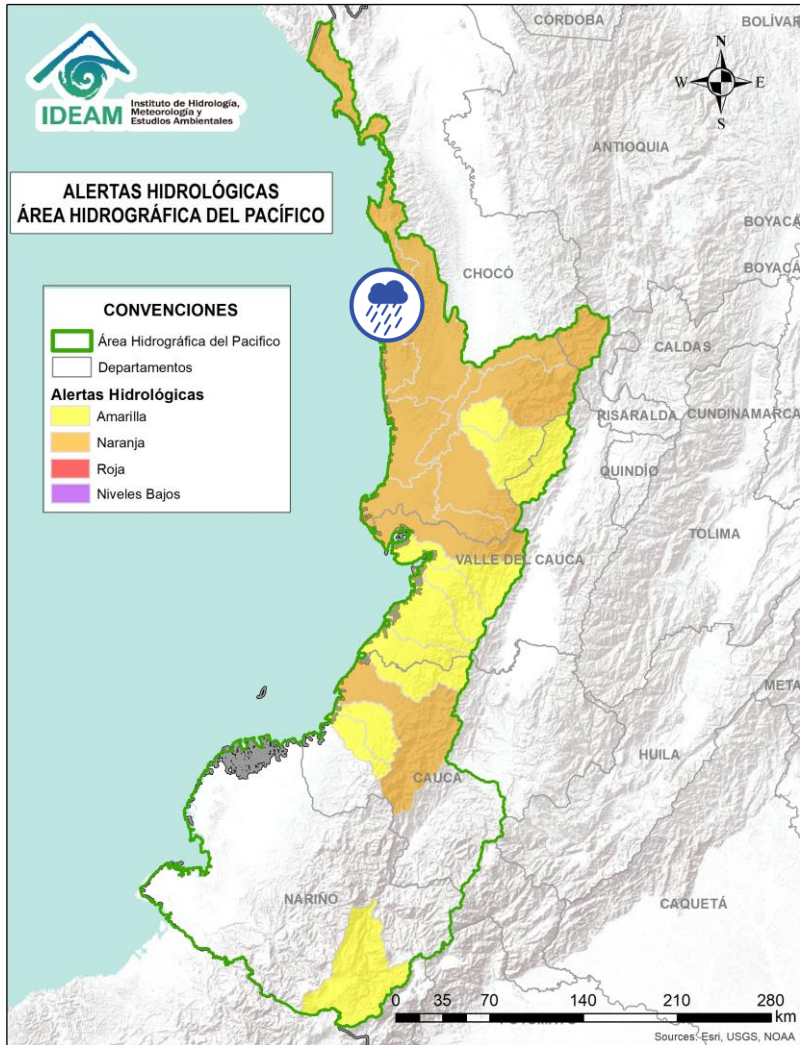 IDEAM
Instituto de Hidrología,
Meteorología y
Estudios Ambientales
ALERTAS HIDROLÓGICAS
ÁREA HIDROGRÁFICA DEL PACÍFICO
CONVENCIONES
Área Hidrográfica del Pacifico
Departamentos
Alertas Hidrológicas
Amarilla
Naranja
Roja
Niveles Bajos
N
W
E
S
CÓRDOBA
BOLÍVAR
ANTIOQUIA
BOYACÁ
CHOCÓ
BOYACÁ
CALDAS
RISARALDA
CUNDINAMARCA
QUINDÍO
TOLIMA
VALLE DEL CAUCA
META
HUILA
CAUCA
NARIÑO
CAQUETÁ
0 35 70 140 210 280
km
Sources: Esri, USGS, NOAA